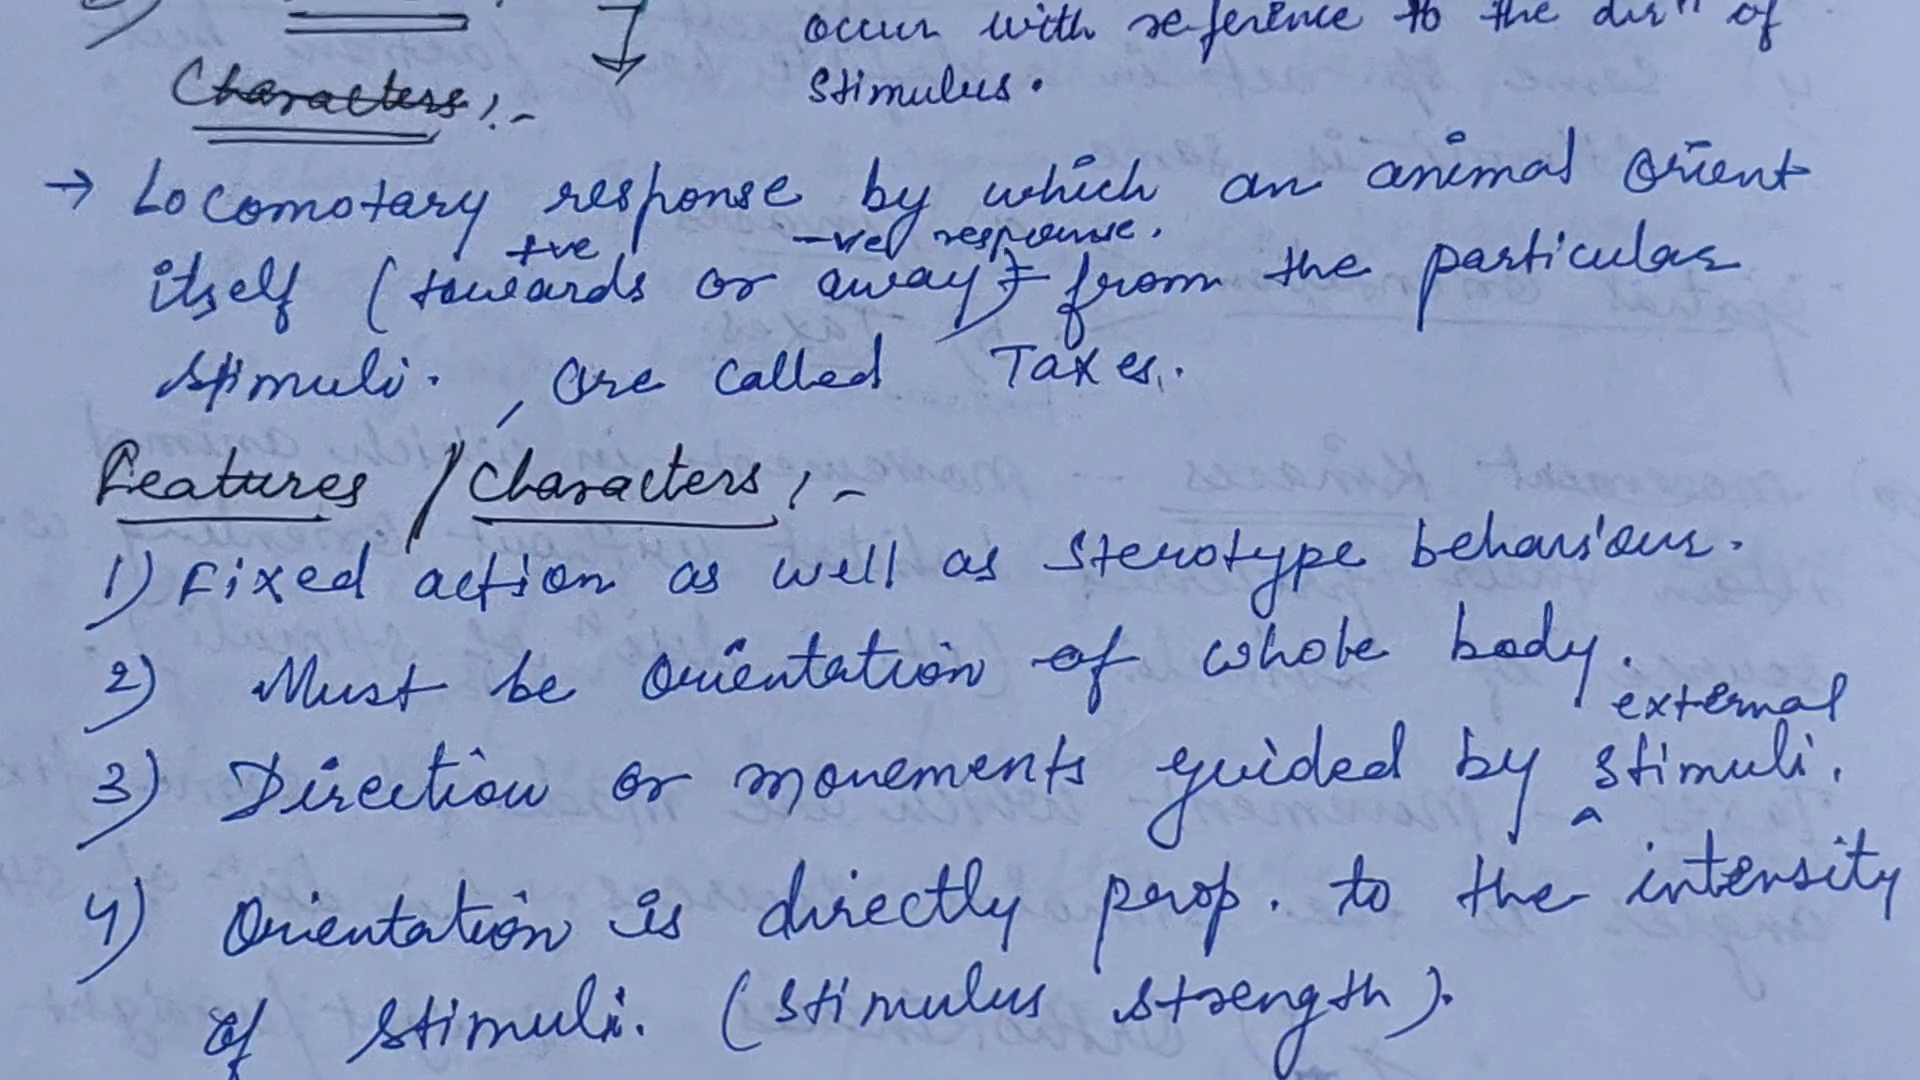 occur with reference to the dirⁿ of
stimulus.
Characters :-
→ Locomotary response by which an animal orient
+ve -ve response.
itself (towards or away) from the particular
stimuli. are called Taxes.
Features / Characters :-
1) Fixed action as well as sterotype behaviour.
2) Must be orientation of whole body.
external
3) Direction or movements guided by ^ stimuli.
4) Orientation is directly prop. to the intensity
of stimuli. (stimulus strength).